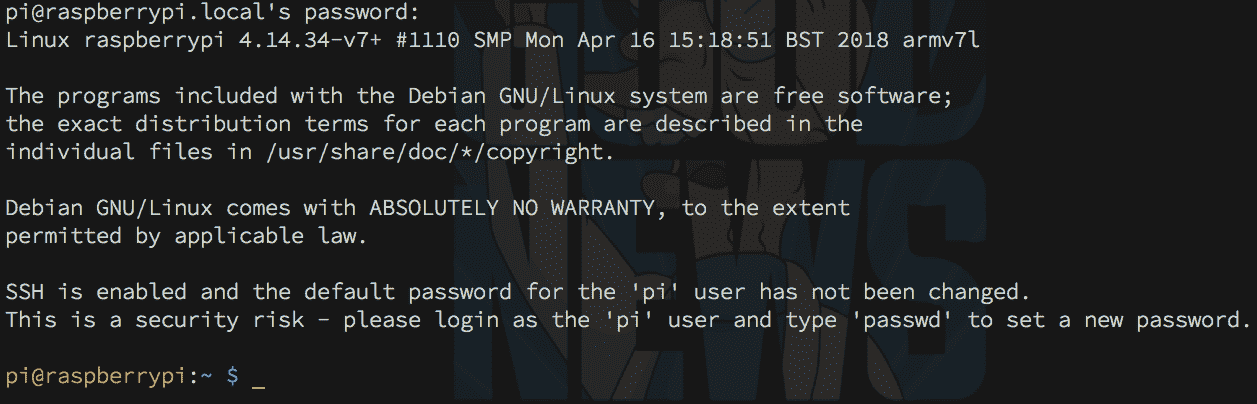 pi@raspberrypi.local's password:
Linux raspberrypi 4.14.34-v7+ #1110 SMP Mon Apr 16 15:18:51 BST 2018 armv7l
The programs included with the Debian GNU/Linux system are free software;
the exact distribution terms for each program are described in the
individual files in /usr/share/doc/*/copyright.
Debian GNU/Linux comes with ABSOLUTELY NO WARRANTY, to the extent
permitted by applicable law.
SSH is enabled and the default password for the 'pi' user has not been changed.
This is a security risk - please login as the 'pi' user and type 'passwd' to set a new password.
pi@raspberrypi:~ $ _
NEWS